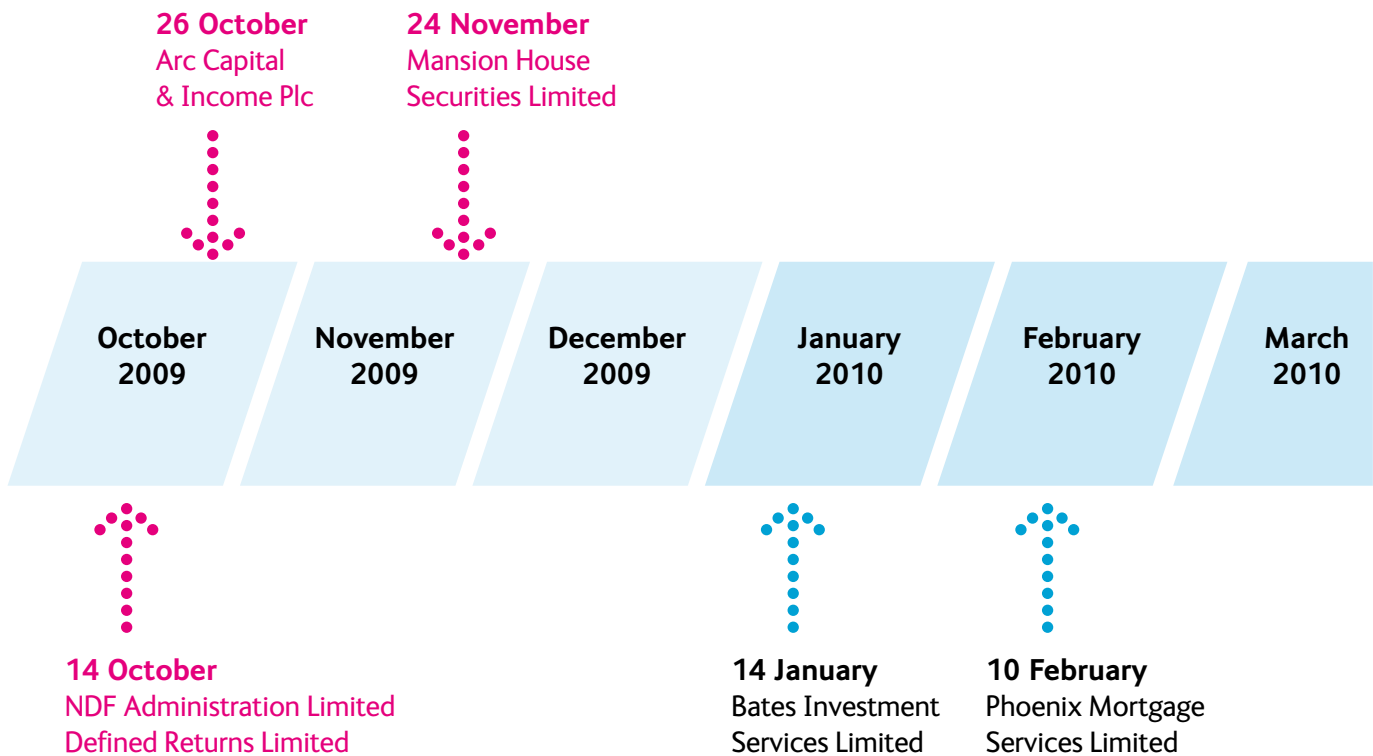 26 October
Arc Capital
& Income Plc
24 November
Mansion House
Securities Limited
October
2009
November
2009
December
2009
January
2010
February
2010
March
2010
14 October
NDF Administration Limited
Defined Returns Limited
14 January
Bates Investment
Services Limited
10 February
Phoenix Mortgage
Services Limited